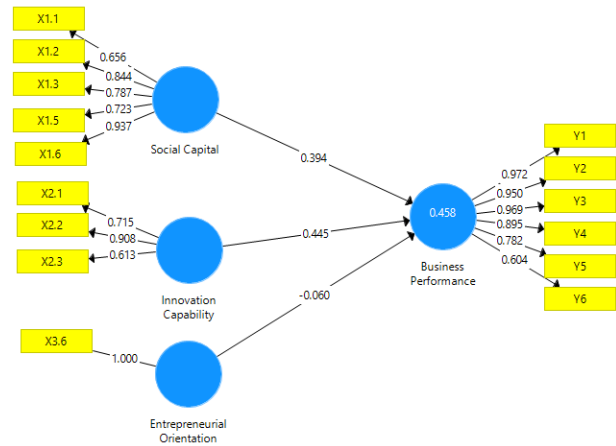 X1.1
X1.2
X1.3
X1.5
X1.6
0.656
0.844
0.787
0.723
0.937
Social Capital
0.394
X2.1
X2.2
X2.3
0.715
0.908
0.613
Innovation
Capability
0.445
X3.6
1.000
Entrepreneurial
Orientation
-0.060
0.458
Business
Performance
0.972
0.950
0.969
0.895
0.782
0.604
Y1
Y2
Y3
Y4
Y5
Y6